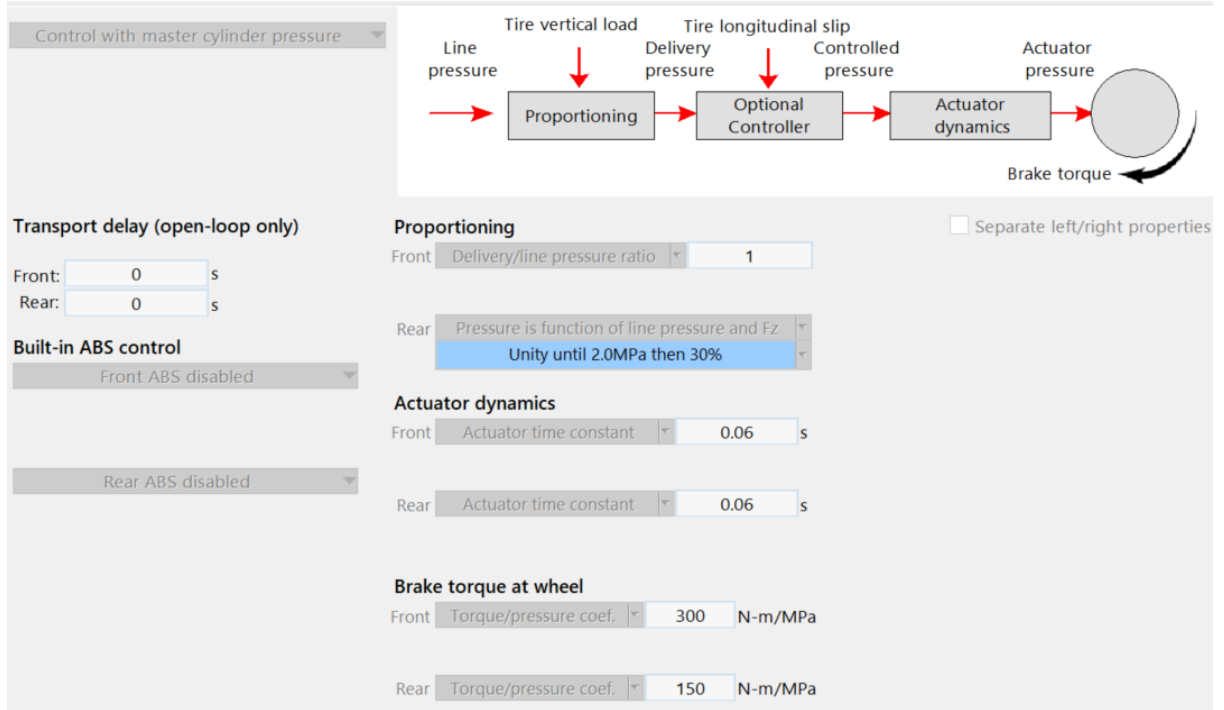 Control with master cylinder pressure
Tire vertical load
Tire longitudinal slip
Line
pressure
Delivery
pressure
Controlled
pressure
Actuator
pressure
Proportioning
Optional
Controller
Actuator
dynamics
Brake torque
Transport delay (open-loop only)
Front: 0 s
Rear: 0 s
Built-in ABS control
Front ABS disabled
Rear ABS disabled
Proportioning
Front Delivery/line pressure ratio 1
Rear Pressure is function of line pressure and Fz
Unity until 2.0MPa then 30%
Actuator dynamics
Front Actuator time constant 0.06 s
Rear Actuator time constant 0.06 s
Brake torque at wheel
Front Torque/pressure coef. 300 N-m/MPa
Rear Torque/pressure coef. 150 N-m/MPa
Separate left/right properties